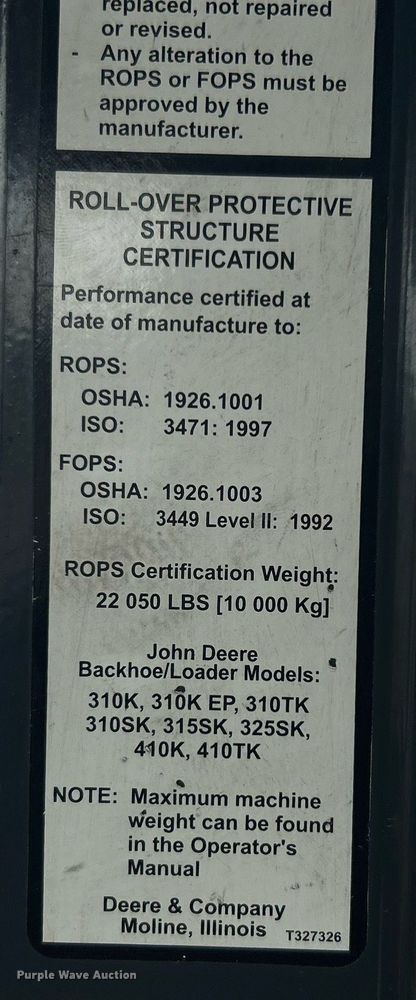 replaced, not repaired
or revised.
- Any alteration to the
ROPS or FOPS must be
approved by the
manufacturer.
ROLL-OVER PROTECTIVE
STRUCTURE
CERTIFICATION
Performance certified at
date of manufacture to:
ROPS:
OSHA: 1926.1001
ISO: 3471: 1997
FOPS:
OSHA: 1926.1003
ISO: 3449 Level II: 1992
ROPS Certification Weight:
22 050 LBS [10 000 Kg]
John Deere
Backhoe/Loader Models:
310K, 310K EP, 310TK
310SK, 315SK, 325SK,
410K, 410TK
NOTE: Maximum machine
weight can be found
in the Operator's
Manual
Deere & Company
Moline, Illinois T327326
Purple Wave Auction